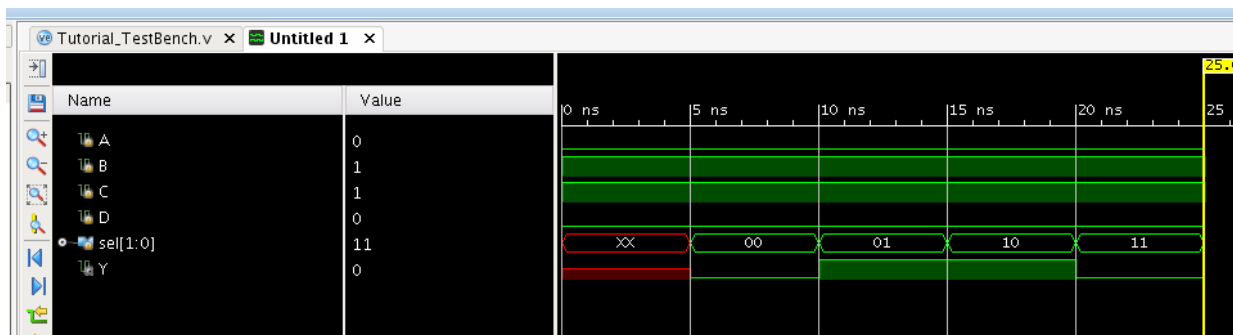 Tutorial_TestBench.v X Untitled 1 X
25.
Name Value
0 ns 5 ns 10 ns 15 ns 20 ns 25
A 0
B 1
C 1
D 0
sel[1:0] 11 XX 00 01 10 11
Y 0